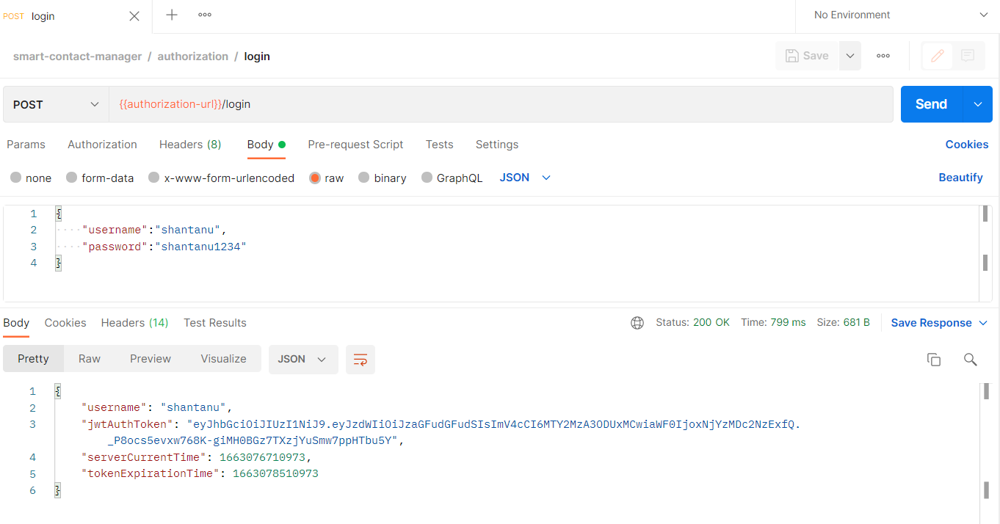 POST login No Environment
smart-contact-manager / authorization / login Save
POST {{authorization-url}}/login Send
Params Authorization Headers (8) Body Pre-request Script Tests Settings Cookies
none form-data x-www-form-urlencoded raw binary GraphQL JSON Beautify
1 {
2 "username":"shantanu",
3 "password":"shantanu1234"
4 }
Body Cookies Headers (14) Test Results Status: 200 OK Time: 799 ms Size: 681 B Save Response
Pretty Raw Preview Visualize JSON
1 {
2 "username": "shantanu",
3 "jwtAuthToken": "eyJhbGciOiJIUzI1NiJ9.eyJzdWIiOiJzaGFudGFudSIsImV4cCI6MTY2MzA3ODUxMCwiaWF0IjoxNjYzMDc2NzExfQ.
_P8ocs5evxw768K-giMH0BGz7TXzjYuSmw7ppHTbu5Y",
4 "serverCurrentTime": 1663076710973,
5 "tokenExpirationTime": 1663078510973
6 }